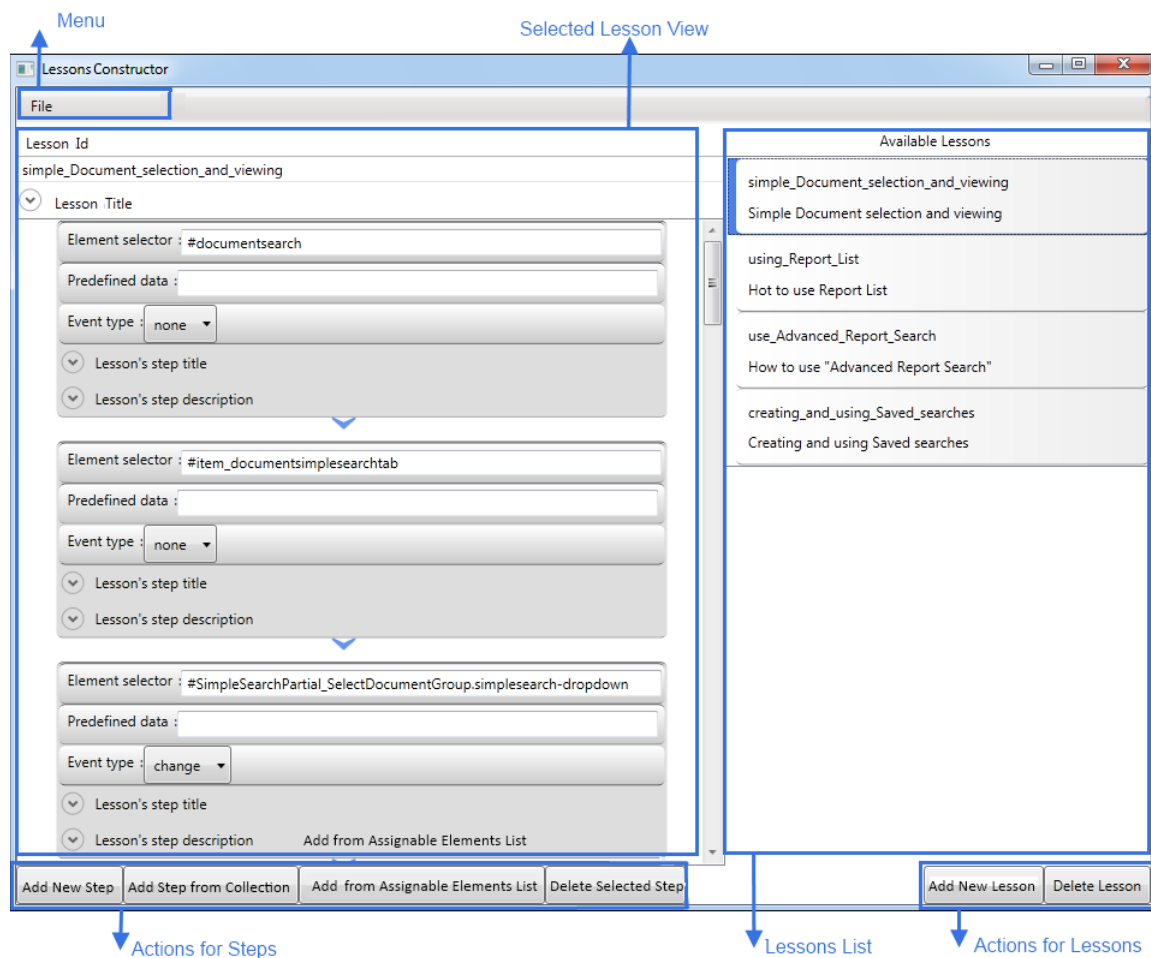 Menu
Selected Lesson View
Lessons Constructor
File
Lesson Id
simple_Document_selection_and_viewing
Lesson Title
Element selector : #documentsearch
Predefined data :
Event type : none
Lesson's step title
Lesson's step description
Element selector : #item_documentsimplesearchtab
Predefined data :
Event type : none
Lesson's step title
Lesson's step description
Element selector : #SimpleSearchPartial_SelectDocumentGroup.simplesearch-dropdown
Predefined data :
Event type : change
Lesson's step title
Lesson's step description Add from Assignable Elements List
Available Lessons
simple_Document_selection_and_viewing
Simple Document selection and viewing
using_Report_List
Hot to use Report List
use_Advanced_Report_Search
How to use "Advanced Report Search"
creating_and_using_Saved_searches
Creating and using Saved searches
Add New Step Add Step from Collection Add from Assignable Elements List Delete Selected Step
Add New Lesson Delete Lesson
Actions for Steps
Lessons List
Actions for Lessons